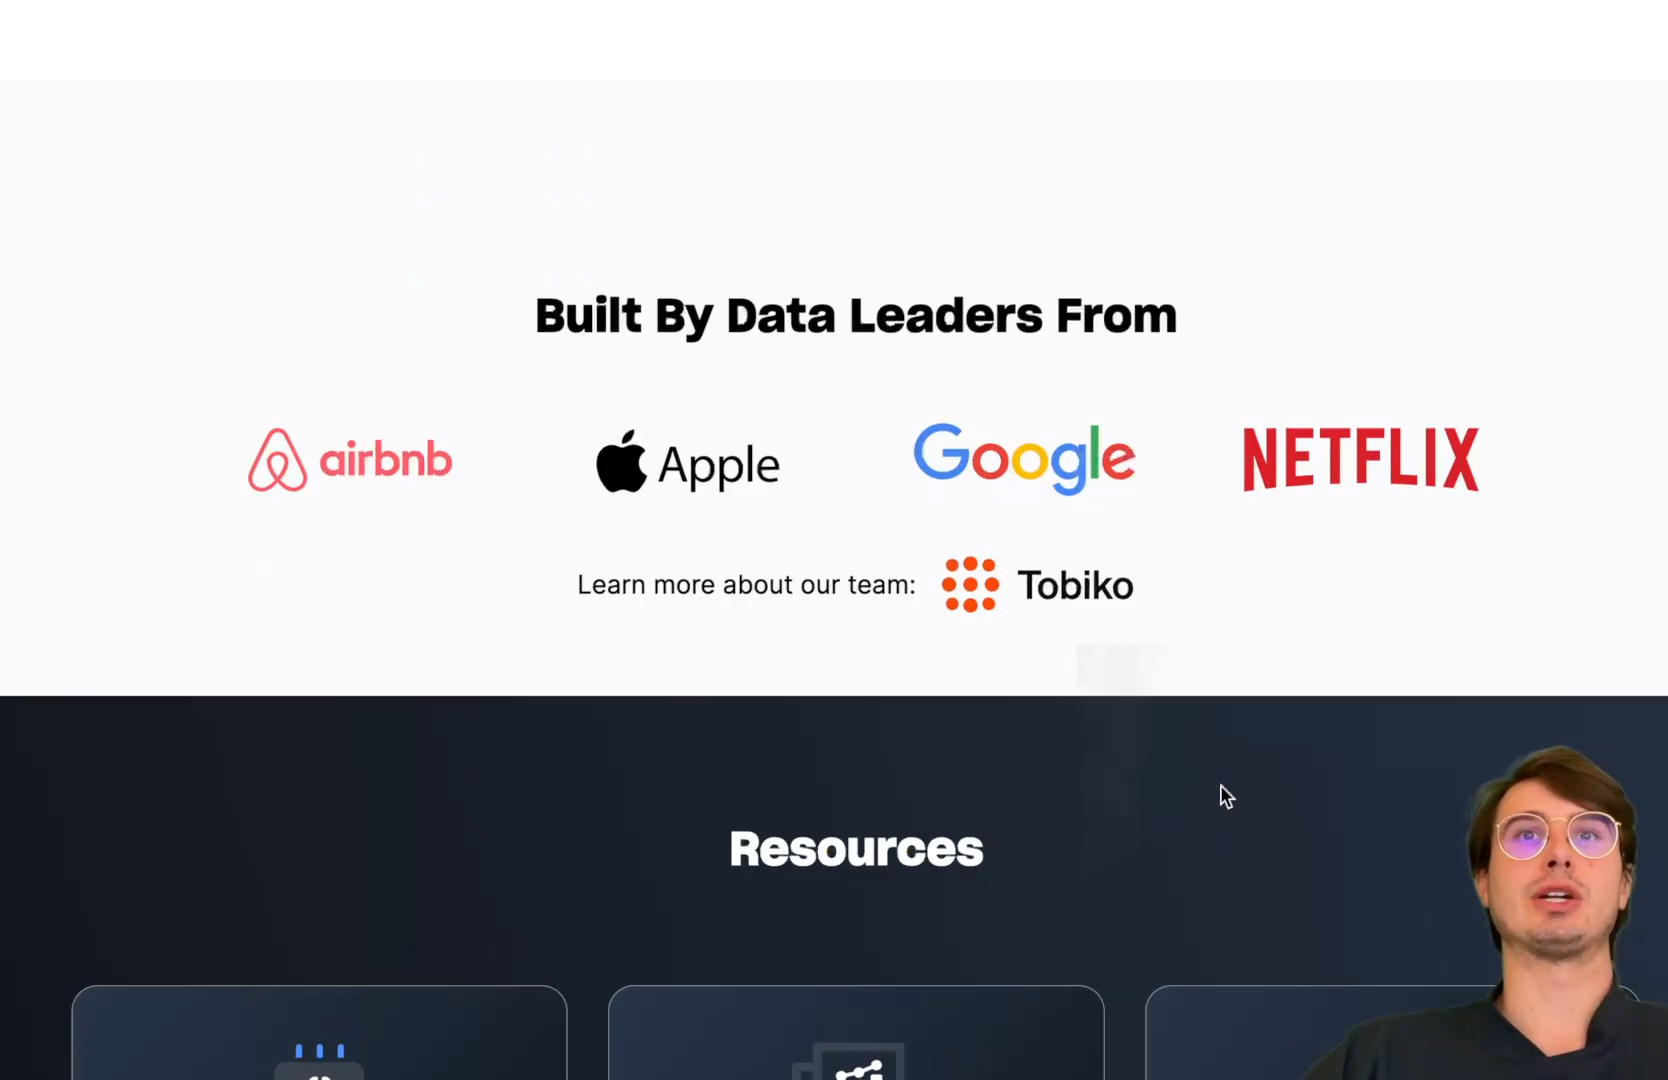 Built By Data Leaders From
airbnb
Apple
Google
NETFLIX
Learn more about our team:
Tobiko
Resources